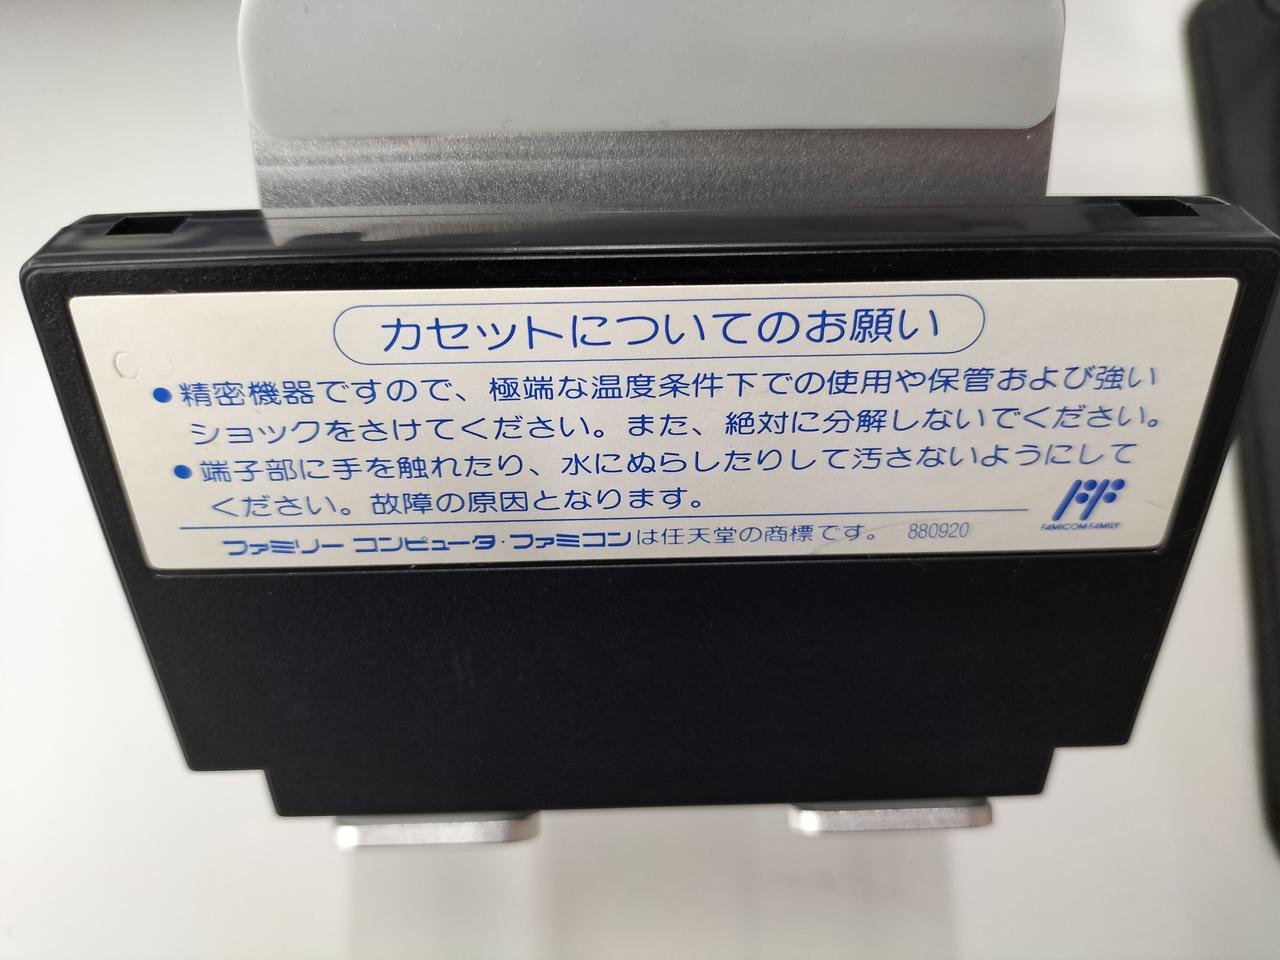 カセットについてのお願い
●精密機器ですので、極端な温度条件下での使用や保管および強い
ショックをさけてください。また、絶対に分解しないでください。
●端子部に手を触れたり、水にぬらしたりして汚さないようにして
ください。故障の原因となります。
FAMICOM FAMILY
ファミリー コンピュータ・ファミコンは任天堂の商標です。 880920